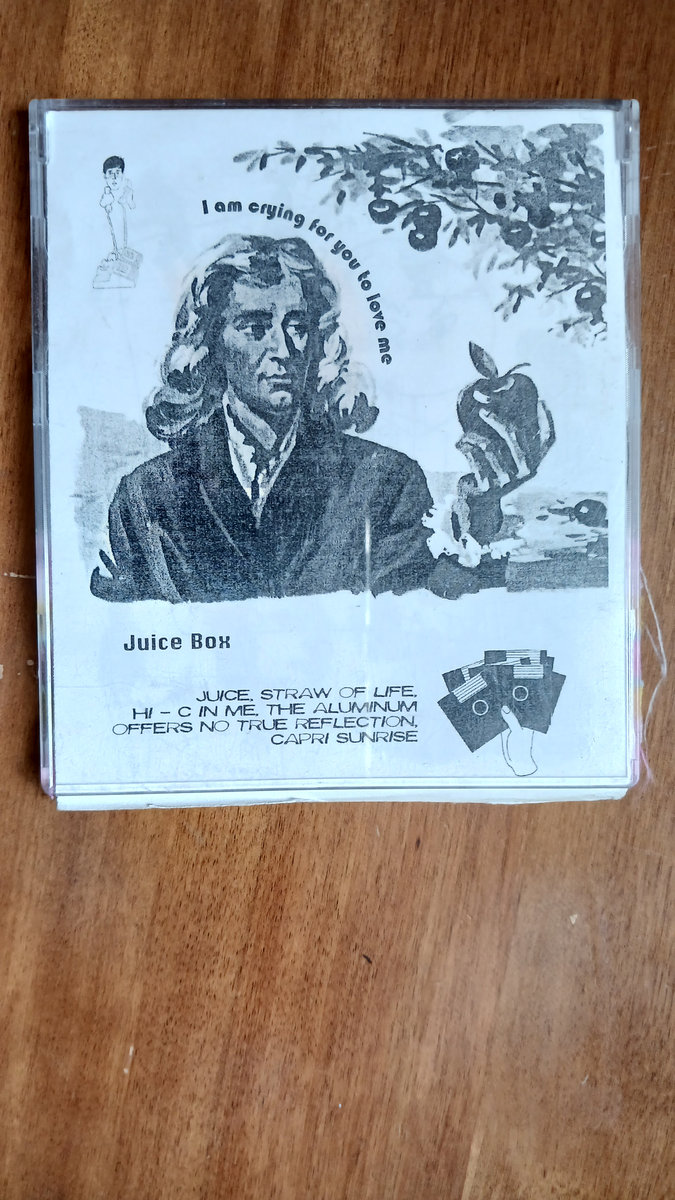 I am crying for you to love me
Juice Box
JUICE, STRAW OF LIFE,
HI - C IN ME, THE ALUMINUM
OFFERS NO TRUE REFLECTION,
CAPRI SUNRISE